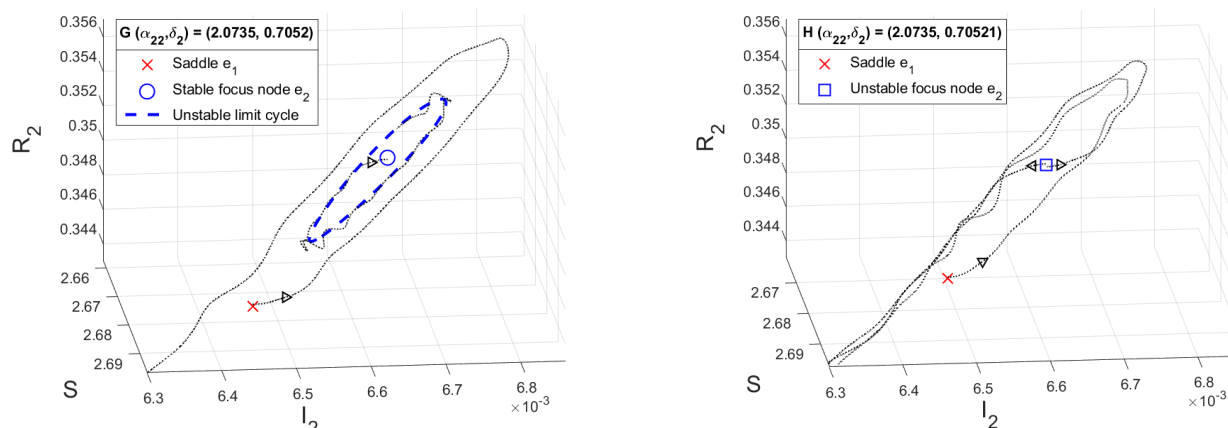 G (α22,δ2) = (2.0735, 0.7052)
Saddle e1
Stable focus node e2
Unstable limit cycle
0.356
0.354
0.352
0.35
0.348
0.346
0.344
R2
2.66
2.67
2.68
2.69
S
6.3
6.4
6.5
6.6
6.7
6.8
×10-3
I2
H (α22,δ2) = (2.0735, 0.70521)
Saddle e1
Unstable focus node e2
0.356
0.354
0.352
0.35
0.348
0.346
0.344
R2
2.67
2.68
2.69
S
6.3
6.4
6.5
6.6
6.7
6.8
×10-3
I2